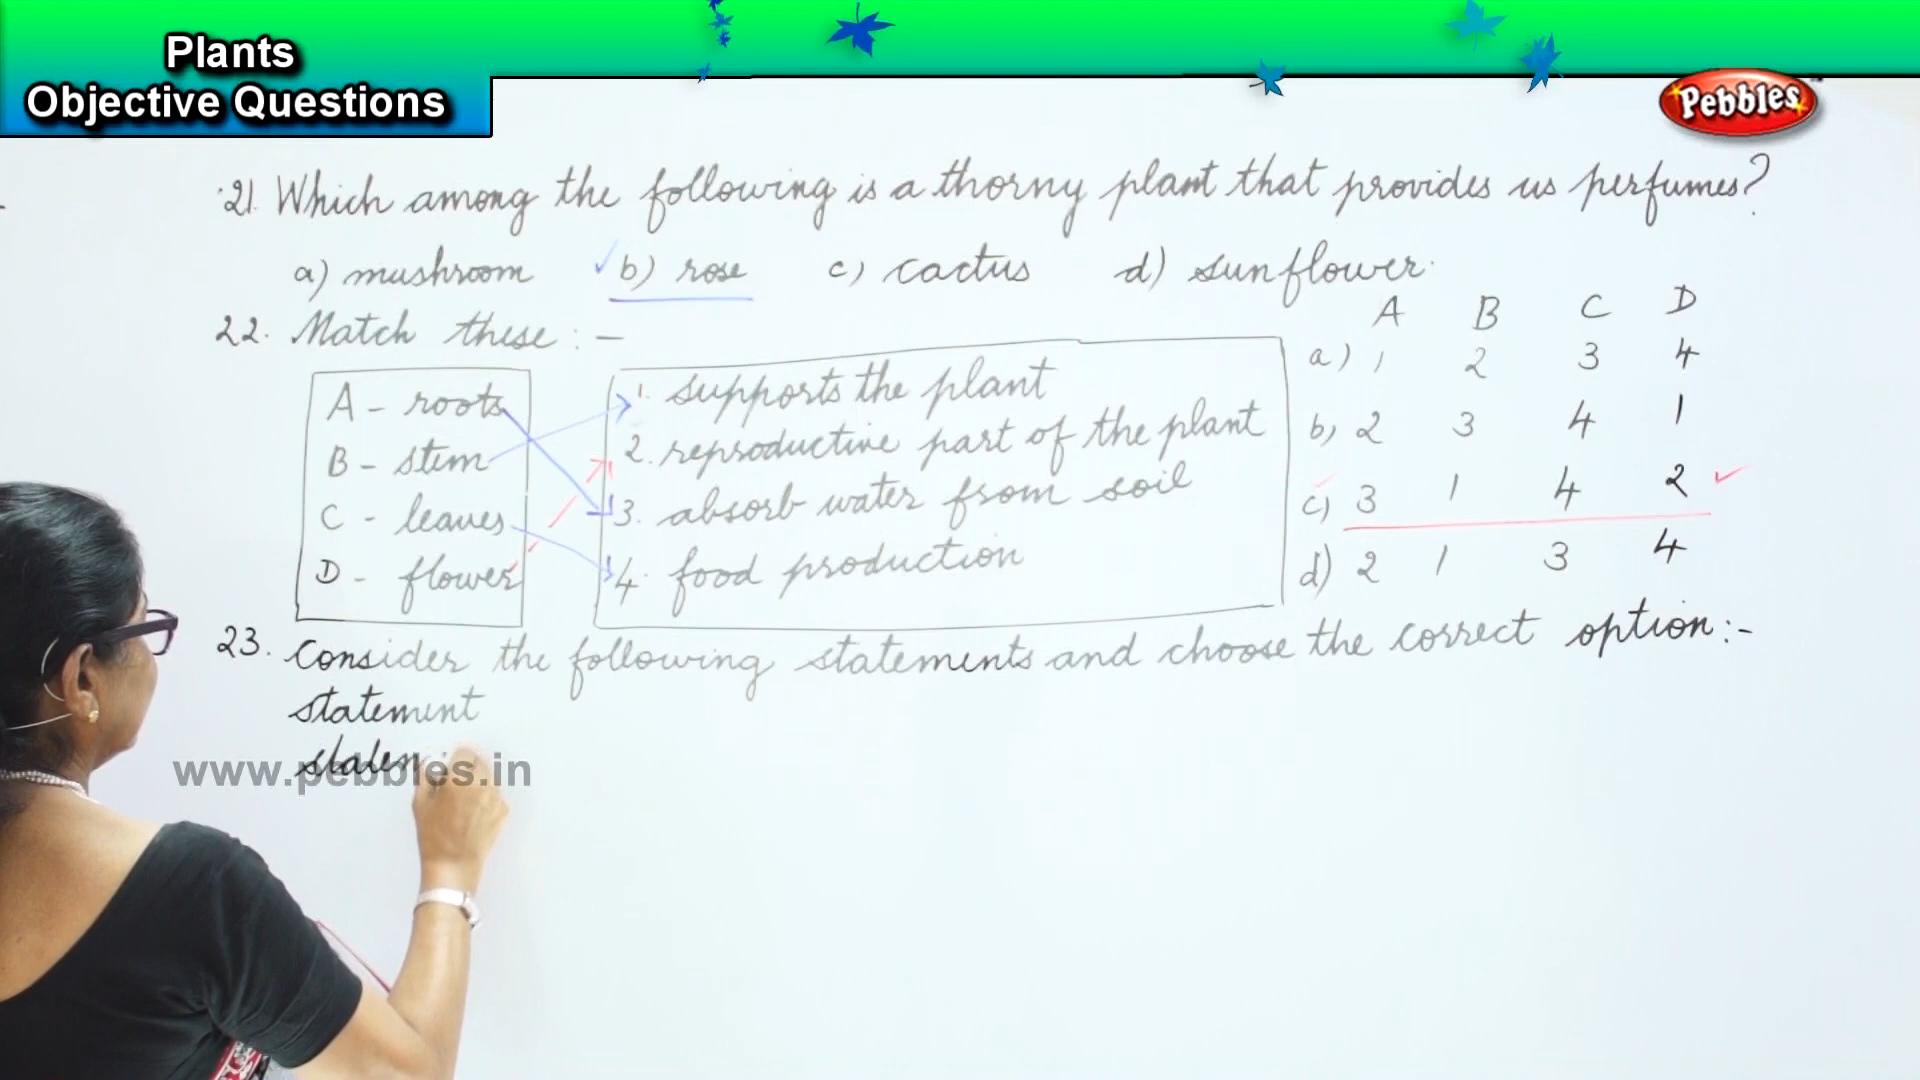 Plants
Objective Questions
Pebbles
21. Which among the following is a thorny plant that provides us perfumes?
a) mushroom b) rose c) cactus d) sunflower
22. Match these :-
A B C D
a) 1 2 3 4
b) 2 3 4 1
c) 3 1 4 2
d) 2 1 3 4
A - roots
B - stem
C - leaves
D - flower
1. supports the plant
2. reproductive part of the plant
3. absorb water from soil
4. food production
23. Consider the following statements and choose the correct option:-
statement
statem
www.pebbles.in